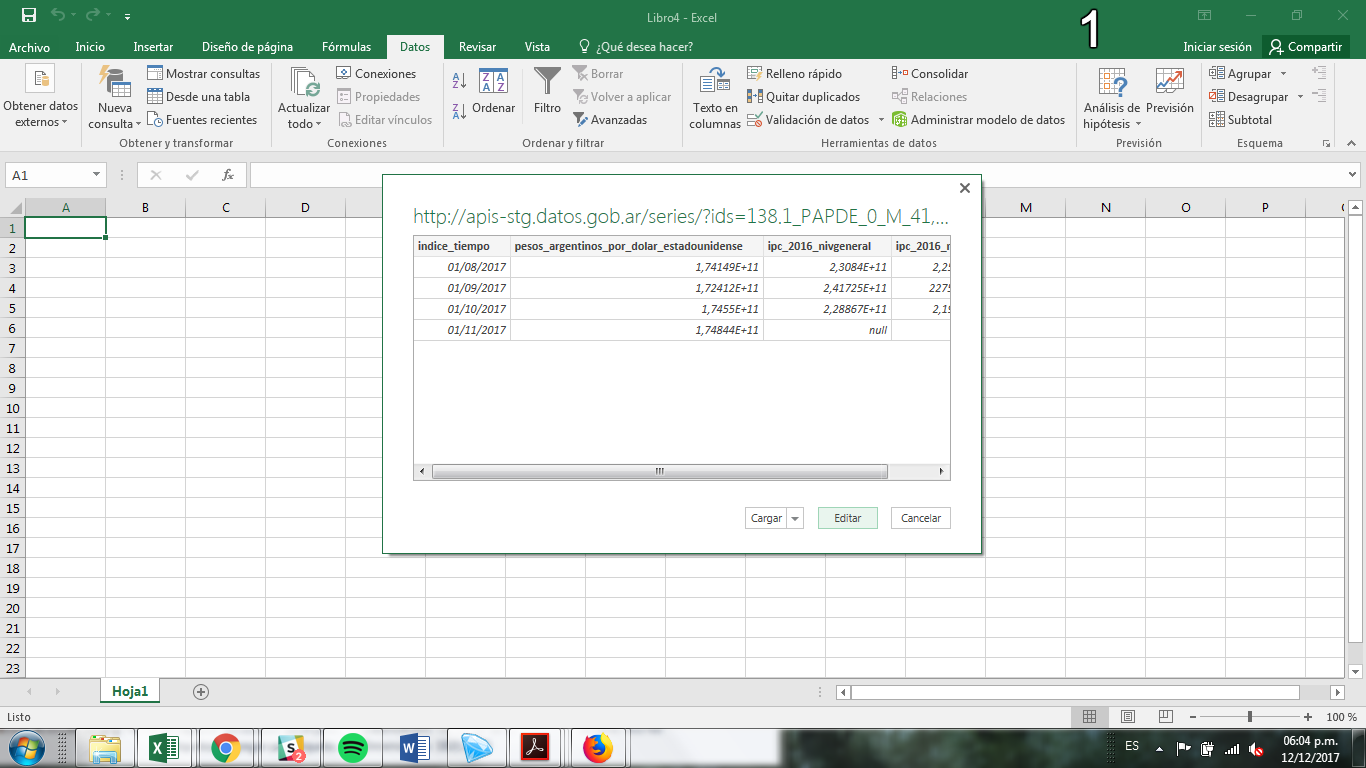 Libro4 - Excel
1
Archivo Inicio Insertar Diseño de página Fórmulas Datos Revisar Vista ¿Qué desea hacer? Iniciar sesión Compartir
Obtener datos externos
Nueva consulta
Mostrar consultas
Desde una tabla
Fuentes recientes
Obtener y transformar
Actualizar todo
Conexiones
Propiedades
Editar vínculos
Conexiones
Ordenar
Filtro
Borrar
Volver a aplicar
Avanzadas
Ordenar y filtrar
Texto en columnas
Relleno rápido
Quitar duplicados
Validación de datos
Consolidar
Relaciones
Administrar modelo de datos
Herramientas de datos
Análisis de hipótesis
Previsión
Previsión
Agrupar
Desagrupar
Subtotal
Esquema
A1
fx
A B C D M N O P
1
2
3
4
5
6
7
8
9
10
11
12
13
14
15
16
17
18
19
20
21
22
23
http://apis-stg.datos.gob.ar/series/?ids=138.1_PAPDE_0_M_41,...
indice_tiempo pesos_argentinos_por_dolar_estadounidense ipc_2016_nivgeneral ipc_2016_n
01/08/2017 1,74149E+11 2,3084E+11 2,25
01/09/2017 1,72412E+11 2,41725E+11 2275
01/10/2017 1,7455E+11 2,28867E+11 2,19
01/11/2017 1,74844E+11 null
Cargar Editar Cancelar
Hoja1
Listo
100 %
ES
06:04 p.m.
12/12/2017